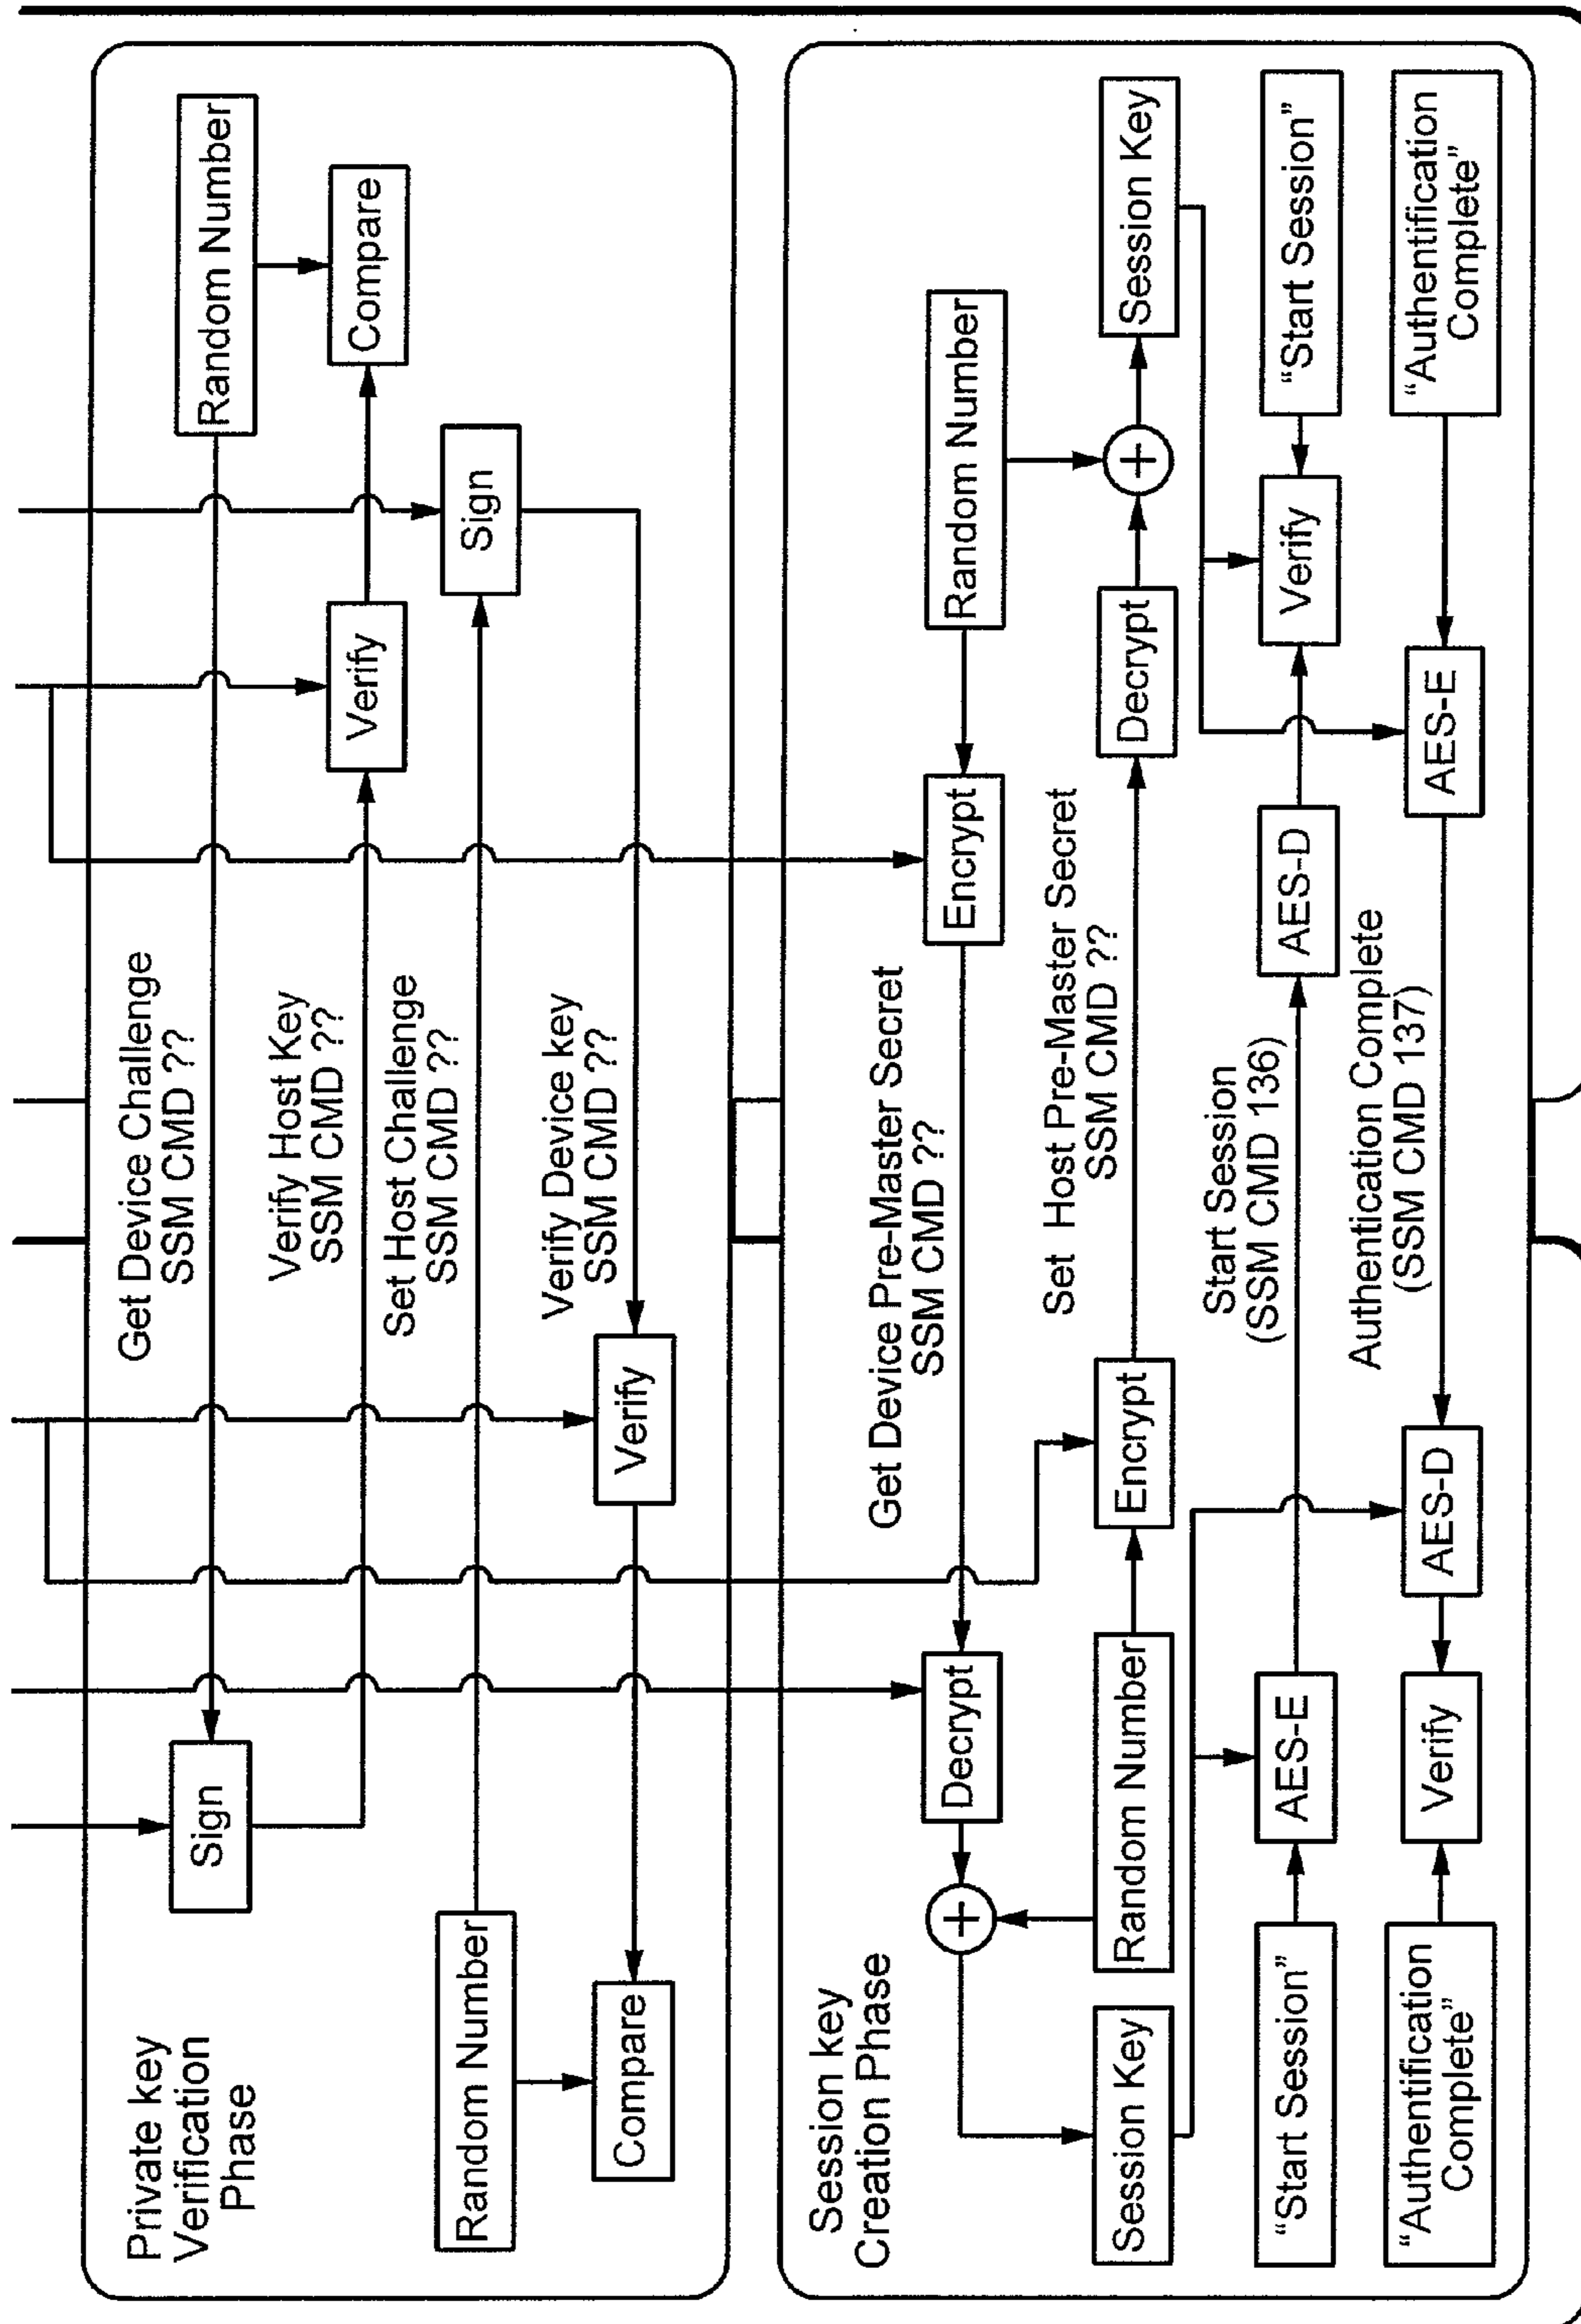 Private key
Verification
Phase
Sign
Get Device Challenge
SSM CMD ??
Random Number
Verify Host Key
SSM CMD ??
Verify
Compare
Random Number
Set Host Challenge
SSM CMD ??
Sign
Compare
Verify
Verify Device key
SSM CMD ??
Session key
Creation Phase
Decrypt
Get Device Pre-Master Secret
SSM CMD ??
Encrypt
Random Number
Session Key
Random Number
Encrypt
Set Host Pre-Master Secret
SSM CMD ??
Decrypt
Session Key
“Start Session”
AES-E
Start Session
(SSM CMD 136)
AES-D
Verify
“Start Session”
“Authentification
Complete”
Verify
AES-D
Authentication Complete
(SSM CMD 137)
AES-E
“Authentification
Complete”